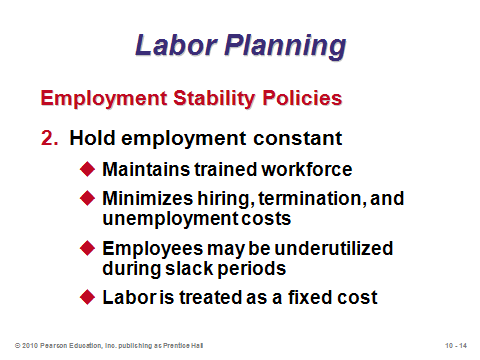 Labor Planning
Employment Stability Policies
2. Hold employment constant
◆ Maintains trained workforce
◆ Minimizes hiring, termination, and
unemployment costs
◆ Employees may be underutilized
during slack periods
◆ Labor is treated as a fixed cost
© 2010 Pearson Education, Inc. publishing as Prentice Hall
10 - 14